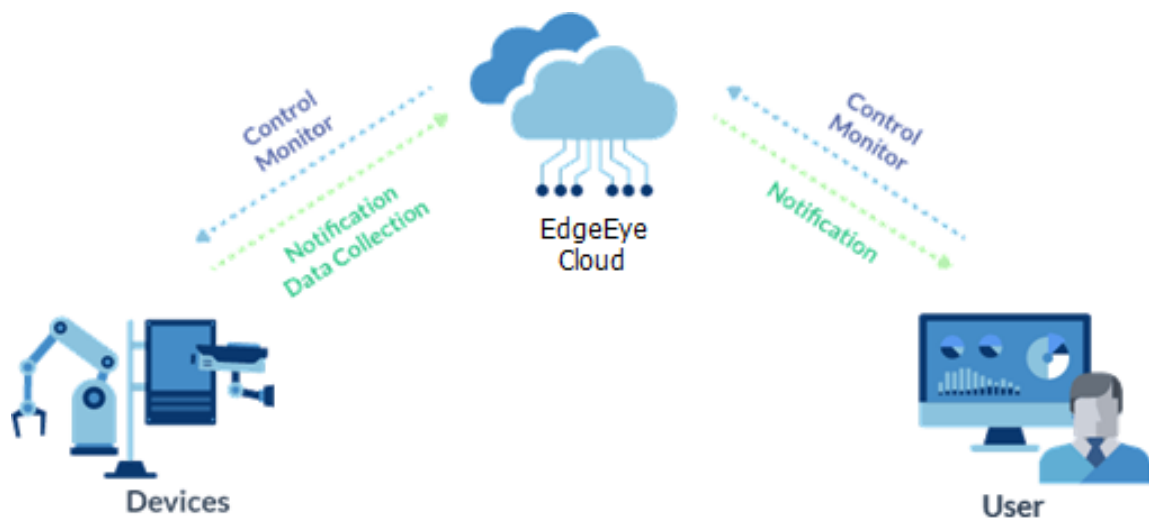 Control
Monitor
Notification
Data Collection
EdgeEye
Cloud
Control
Monitor
Notification
Devices
User